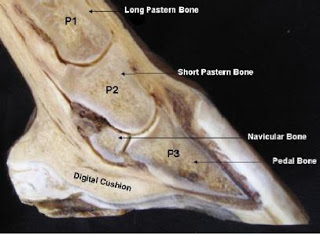 P1
Long Pastern Bone
Short Pastern Bone
P2
Navicular Bone
P3
Pedal Bone
Digital Cushion